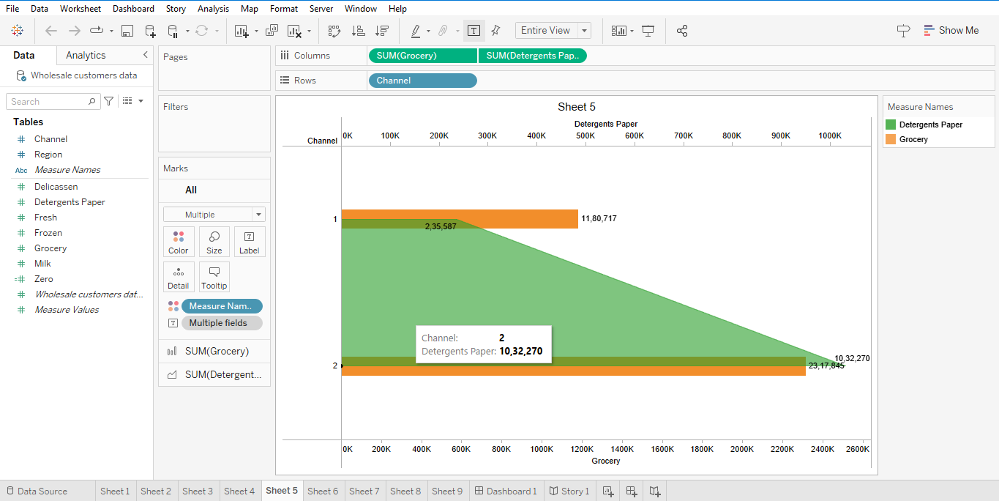 File Data Worksheet Dashboard Story Analysis Map Format Server Window Help
Entire View
Show Me
Data Analytics
Wholesale customers data
Search
Tables
Channel
Region
Abc Measure Names
Delicassen
Detergents Paper
Fresh
Frozen
Grocery
Milk
Zero
Wholesale customers dat...
Measure Values
Pages
Filters
Marks
All
Multiple
Color Size Label
Detail Tooltip
Measure Nam..
Multiple fields
SUM(Grocery)
SUM(Detergent...
Columns SUM(Grocery) SUM(Detergents Pap..
Rows Channel
Sheet 5
Detergents Paper
Channel 0K 100K 200K 300K 400K 500K 600K 700K 800K 900K 1000K
1 11,80,717
2,35,587
Channel: 2
Detergents Paper: 10,32,270
10,32,270
2 23,17,845
0K 200K 400K 600K 800K 1000K 1200K 1400K 1600K 1800K 2000K 2200K 2400K 2600K
Grocery
Measure Names
Detergents Paper
Grocery
Data Source Sheet 1 Sheet 2 Sheet 3 Sheet 4 Sheet 5 Sheet 6 Sheet 7 Sheet 8 Sheet 9 Dashboard 1 Story 1